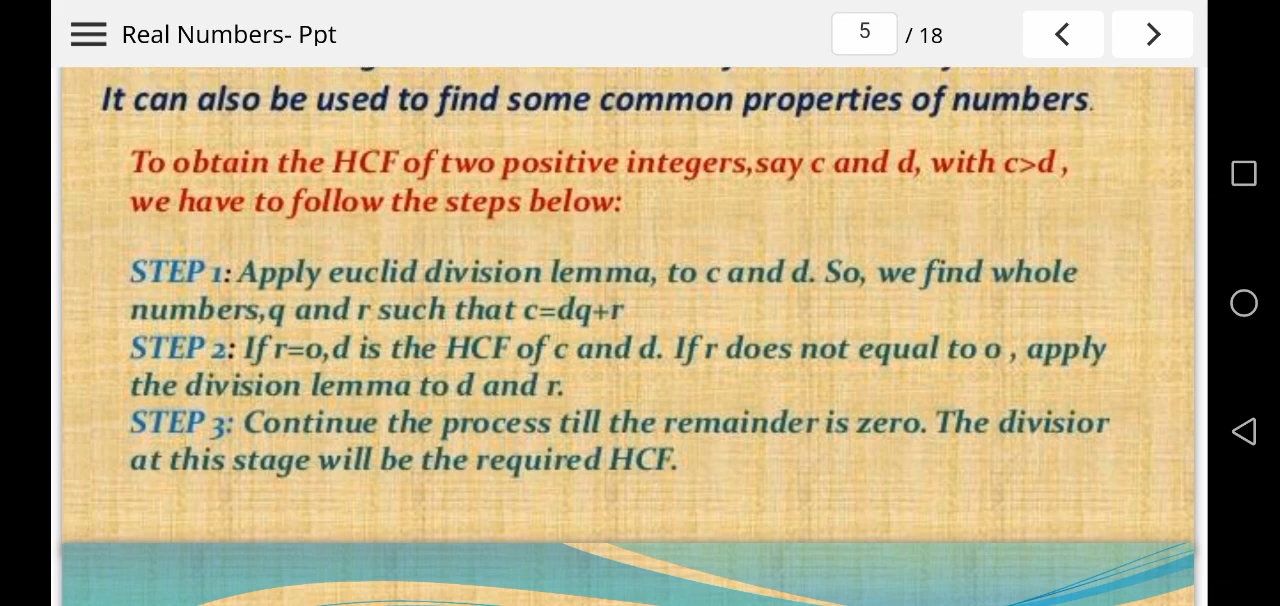 Real Numbers- Ppt
5 / 18
It can also be used to find some common properties of numbers.
To obtain the HCF of two positive integers,say c and d, with c>d ,
we have to follow the steps below:
STEP 1: Apply euclid division lemma, to c and d. So, we find whole
numbers,q and r such that c=dq+r
STEP 2: If r=0,d is the HCF of c and d. If r does not equal to 0 , apply
the division lemma to d and r.
STEP 3: Continue the process till the remainder is zero. The divisior
at this stage will be the required HCF.